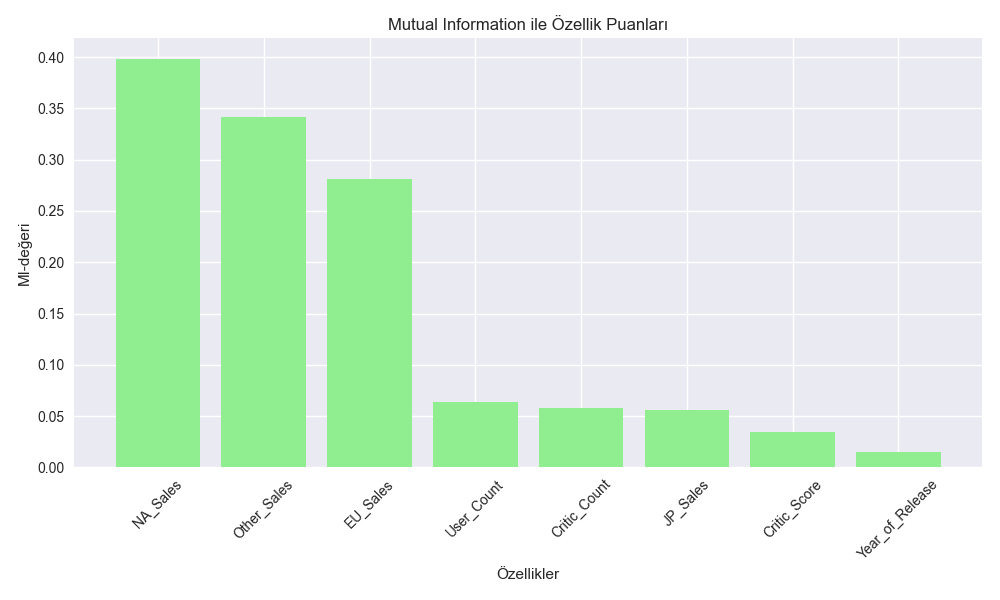 Mutual Information ile Özellik Puanları
MI-değeri
0.40
0.35
0.30
0.25
0.20
0.15
0.10
0.05
0.00
NA_Sales
Other_Sales
EU_Sales
User_Count
Critic_Count
JP_Sales
Critic_Score
Year_of_Release
Özellikler